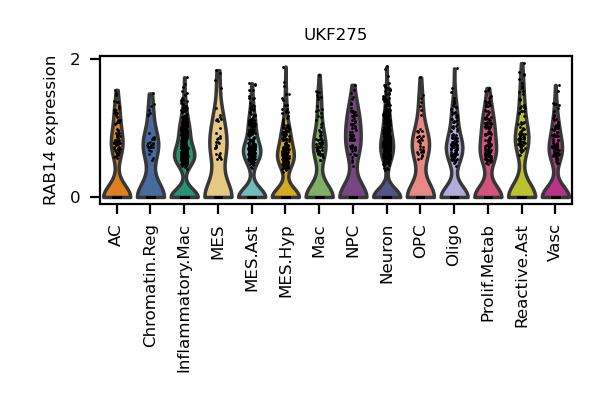 UKF275
RAB14 expression
2
0
AC
Chromatin.Reg
Inflammatory.Mac
MES
MES.Ast
MES.Hyp
Mac
NPC
Neuron
OPC
Oligo
Prolif.Metab
Reactive.Ast
Vasc